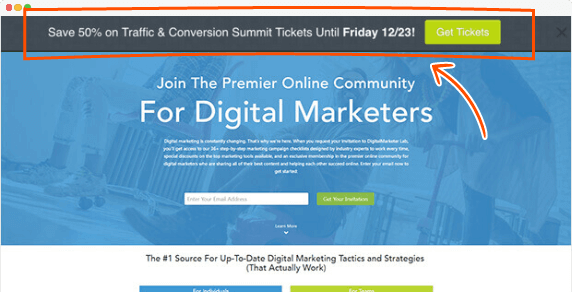 Save 50% on Traffic & Conversion Summit Tickets Until Friday 12/23! Get Tickets
Join The Premier Online Community
For Digital Marketers
Digital marketing is constantly changing. That's why we're here. When you request your invitation to DigitalMarketer Lab,
you'll get access to our 36+ step-by-step marketing campaign checklists designed by industry experts to work every time,
special discounts on the top marketing tools available, and an exclusive membership in the premier online community for
digital marketers who are sharing all of their best content and helping each other succeed online. Enter your email now to
get started!
Enter Your Email Address Get Your Invitation
Learn More
The #1 Source For Up-To-Date Digital Marketing Tactics and Strategies
(That Actually Work)
For Individuals For Teams